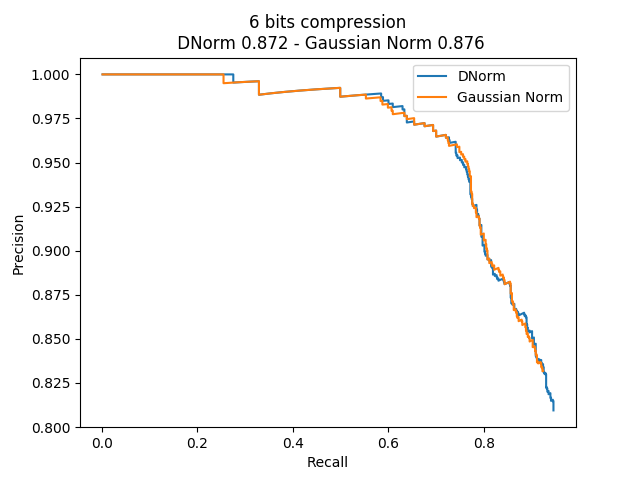 6 bits compression
DNorm 0.872 - Gaussian Norm 0.876
DNorm
Gaussian Norm
1.000
0.975
0.950
0.925
0.900
0.875
0.850
0.825
0.800
Precision
0.0 0.2 0.4 0.6 0.8
Recall